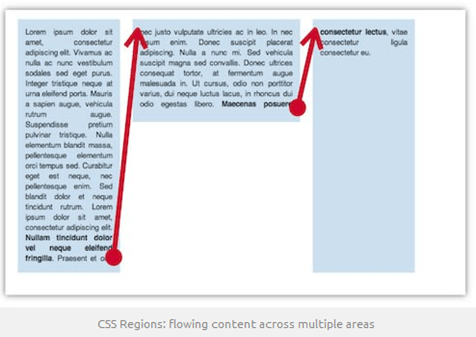 Lorem ipsum dolor sit
amet, consectetur
adipiscing elit. Vivamus ac
nulla ac nunc vestibulum
sodales sed eget purus.
Integer tristique neque at
urna eleifend porta. Mauris
a sapien augue, vehicula
rutrum augue.
Suspendisse pretium
pulvinar tristique. Nulla
elementum blandit massa,
pellentesque elementum
orci tempus sed. Curabitur
eget est neque, nec
pellentesque enim. Sed
blandit dolor et neque
tincidunt rutrum. Lorem
ipsum dolor sit amet,
consectetur adipiscing elit.
Nullam tincidunt dolor
vel neque eleifend
fringilla. Praesent et
nec justo vulputate ultricies ac in leo. In nec
ipsum enim. Donec suscipit placerat
adipiscing. Nulla a nunc mi. Sed vehicula
suscipit magna sed convallis. Donec ultrices
consequat tortor, at fermentum augue
malesuada in. Ut cursus, odio non porttitor
varius, dui neque luctus lacus, in rhoncus dui
odio egestas libero. Maecenas posuere
consectetur lectus, vitae
consectetur ligula
consectetur eu.
CSS Regions: flowing content across multiple areas